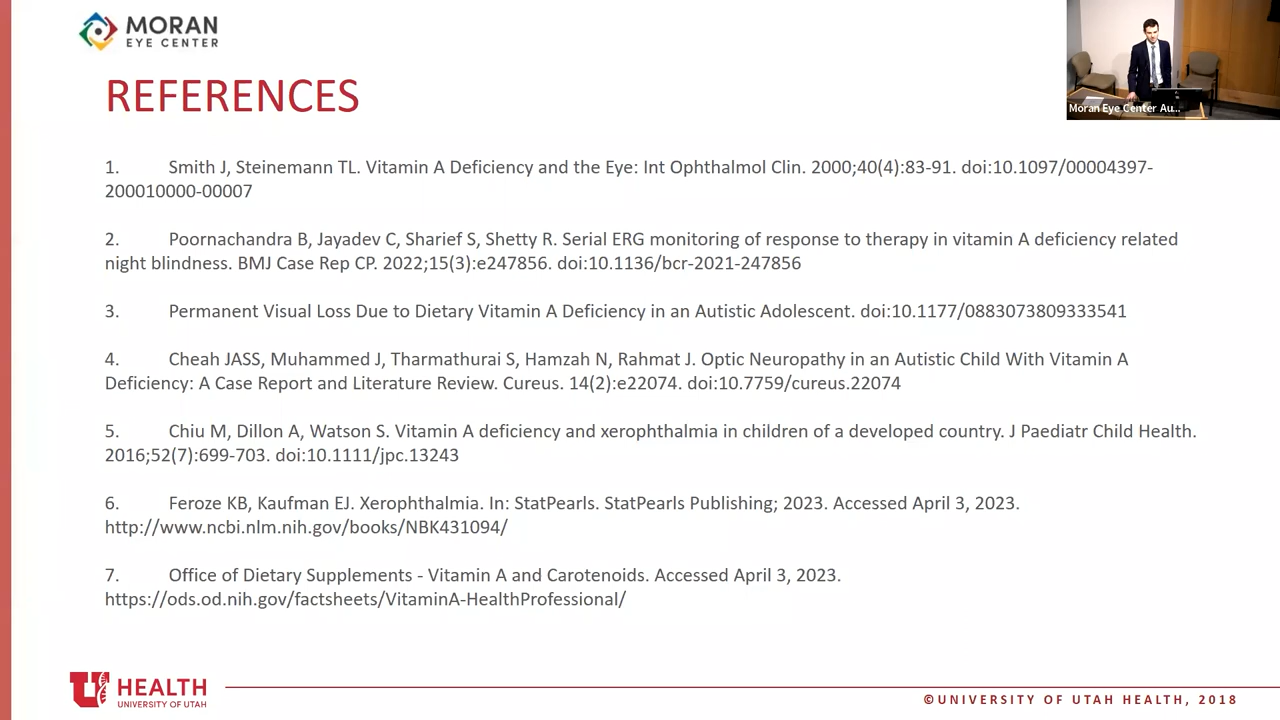 MORAN
EYE CENTER
Moran Eye Center Au...
REFERENCES
1. Smith J, Steinemann TL. Vitamin A Deficiency and the Eye: Int Ophthalmol Clin. 2000;40(4):83-91. doi:10.1097/00004397-
200010000-00007
2. Poornachandra B, Jayadev C, Sharief S, Shetty R. Serial ERG monitoring of response to therapy in vitamin A deficiency related
night blindness. BMJ Case Rep CP. 2022;15(3):e247856. doi:10.1136/bcr-2021-247856
3. Permanent Visual Loss Due to Dietary Vitamin A Deficiency in an Autistic Adolescent. doi:10.1177/0883073809333541
4. Cheah JASS, Muhammed J, Tharmathurai S, Hamzah N, Rahmat J. Optic Neuropathy in an Autistic Child With Vitamin A
Deficiency: A Case Report and Literature Review. Cureus. 14(2):e22074. doi:10.7759/cureus.22074
5. Chiu M, Dillon A, Watson S. Vitamin A deficiency and xerophthalmia in children of a developed country. J Paediatr Child Health.
2016;52(7):699-703. doi:10.1111/jpc.13243
6. Feroze KB, Kaufman EJ. Xerophthalmia. In: StatPearls. StatPearls Publishing; 2023. Accessed April 3, 2023.
http://www.ncbi.nlm.nih.gov/books/NBK431094/
7. Office of Dietary Supplements - Vitamin A and Carotenoids. Accessed April 3, 2023.
https://ods.od.nih.gov/factsheets/VitaminA-HealthProfessional/
U HEALTH
UNIVERSITY OF UTAH
©UNIVERSITY OF UTAH HEALTH, 2018